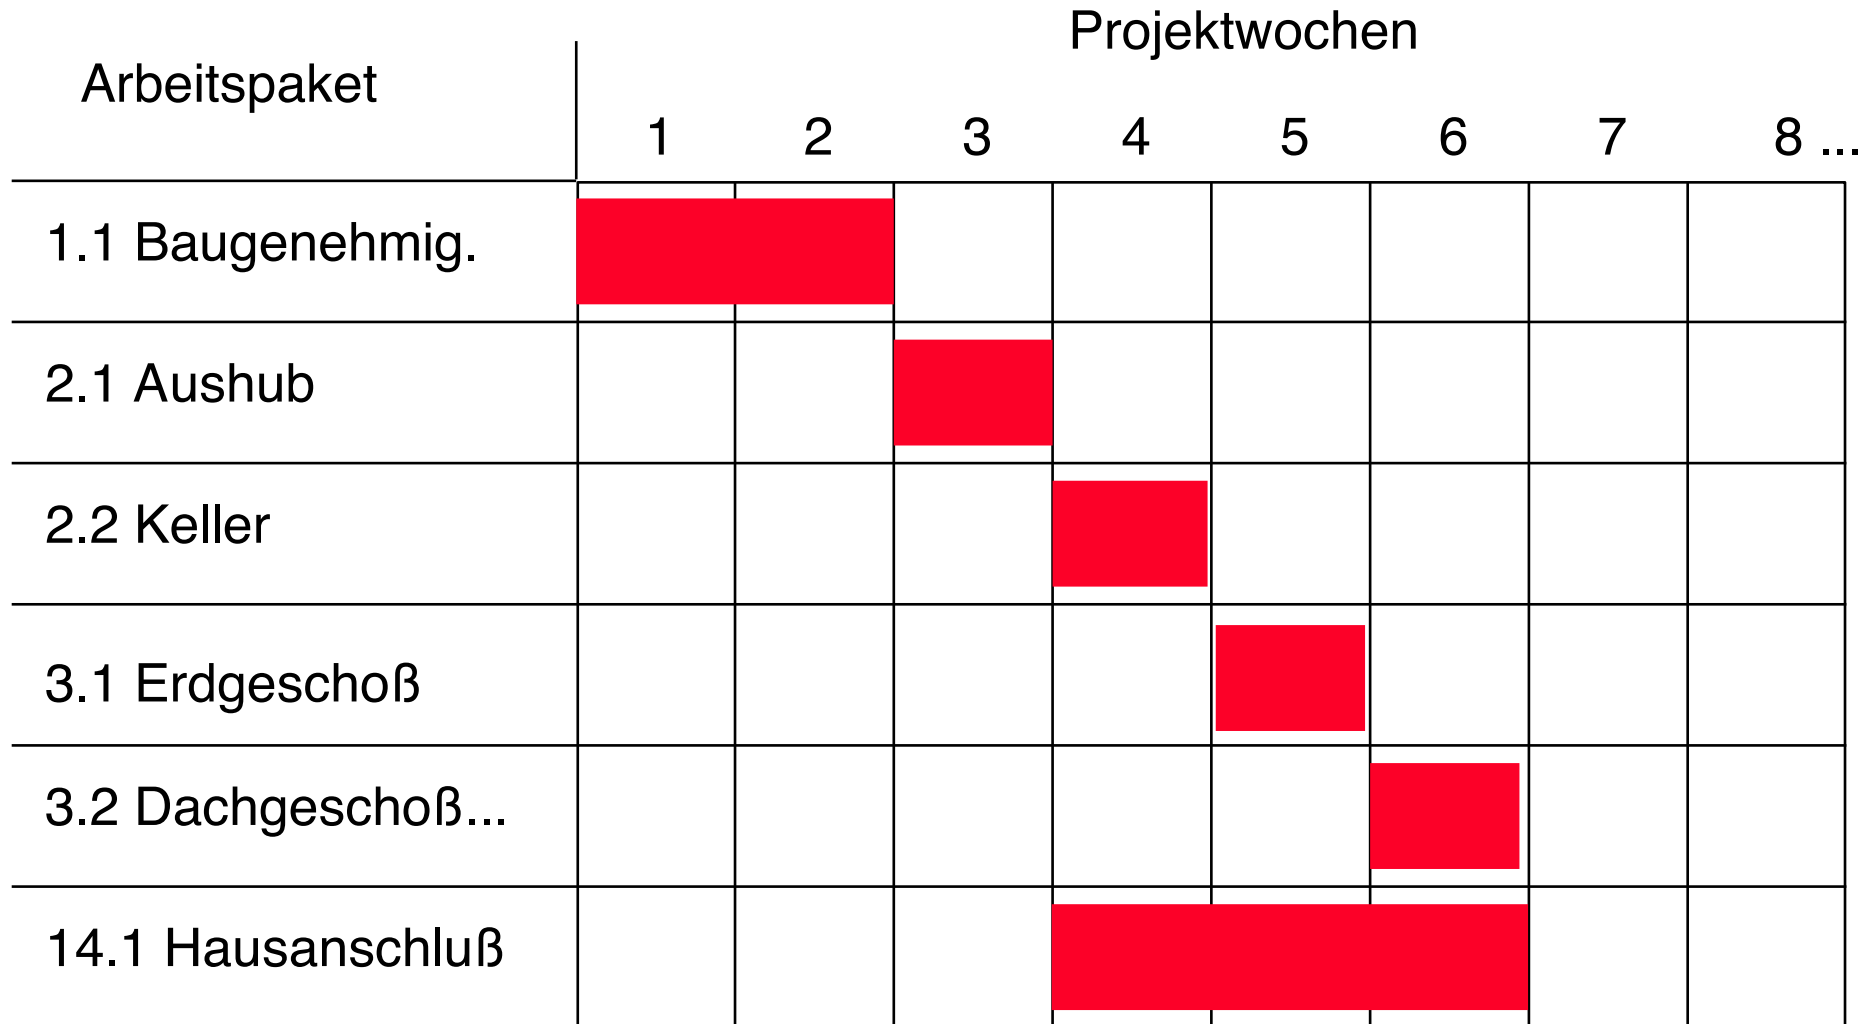 Projektwochen
Arbeitspaket
1 2 3 4 5 6 7 8 ...
1.1 Baugenehmig.
2.1 Aushub
2.2 Keller
3.1 Erdgeschoß
3.2 Dachgeschoß...
14.1 Hausanschluß